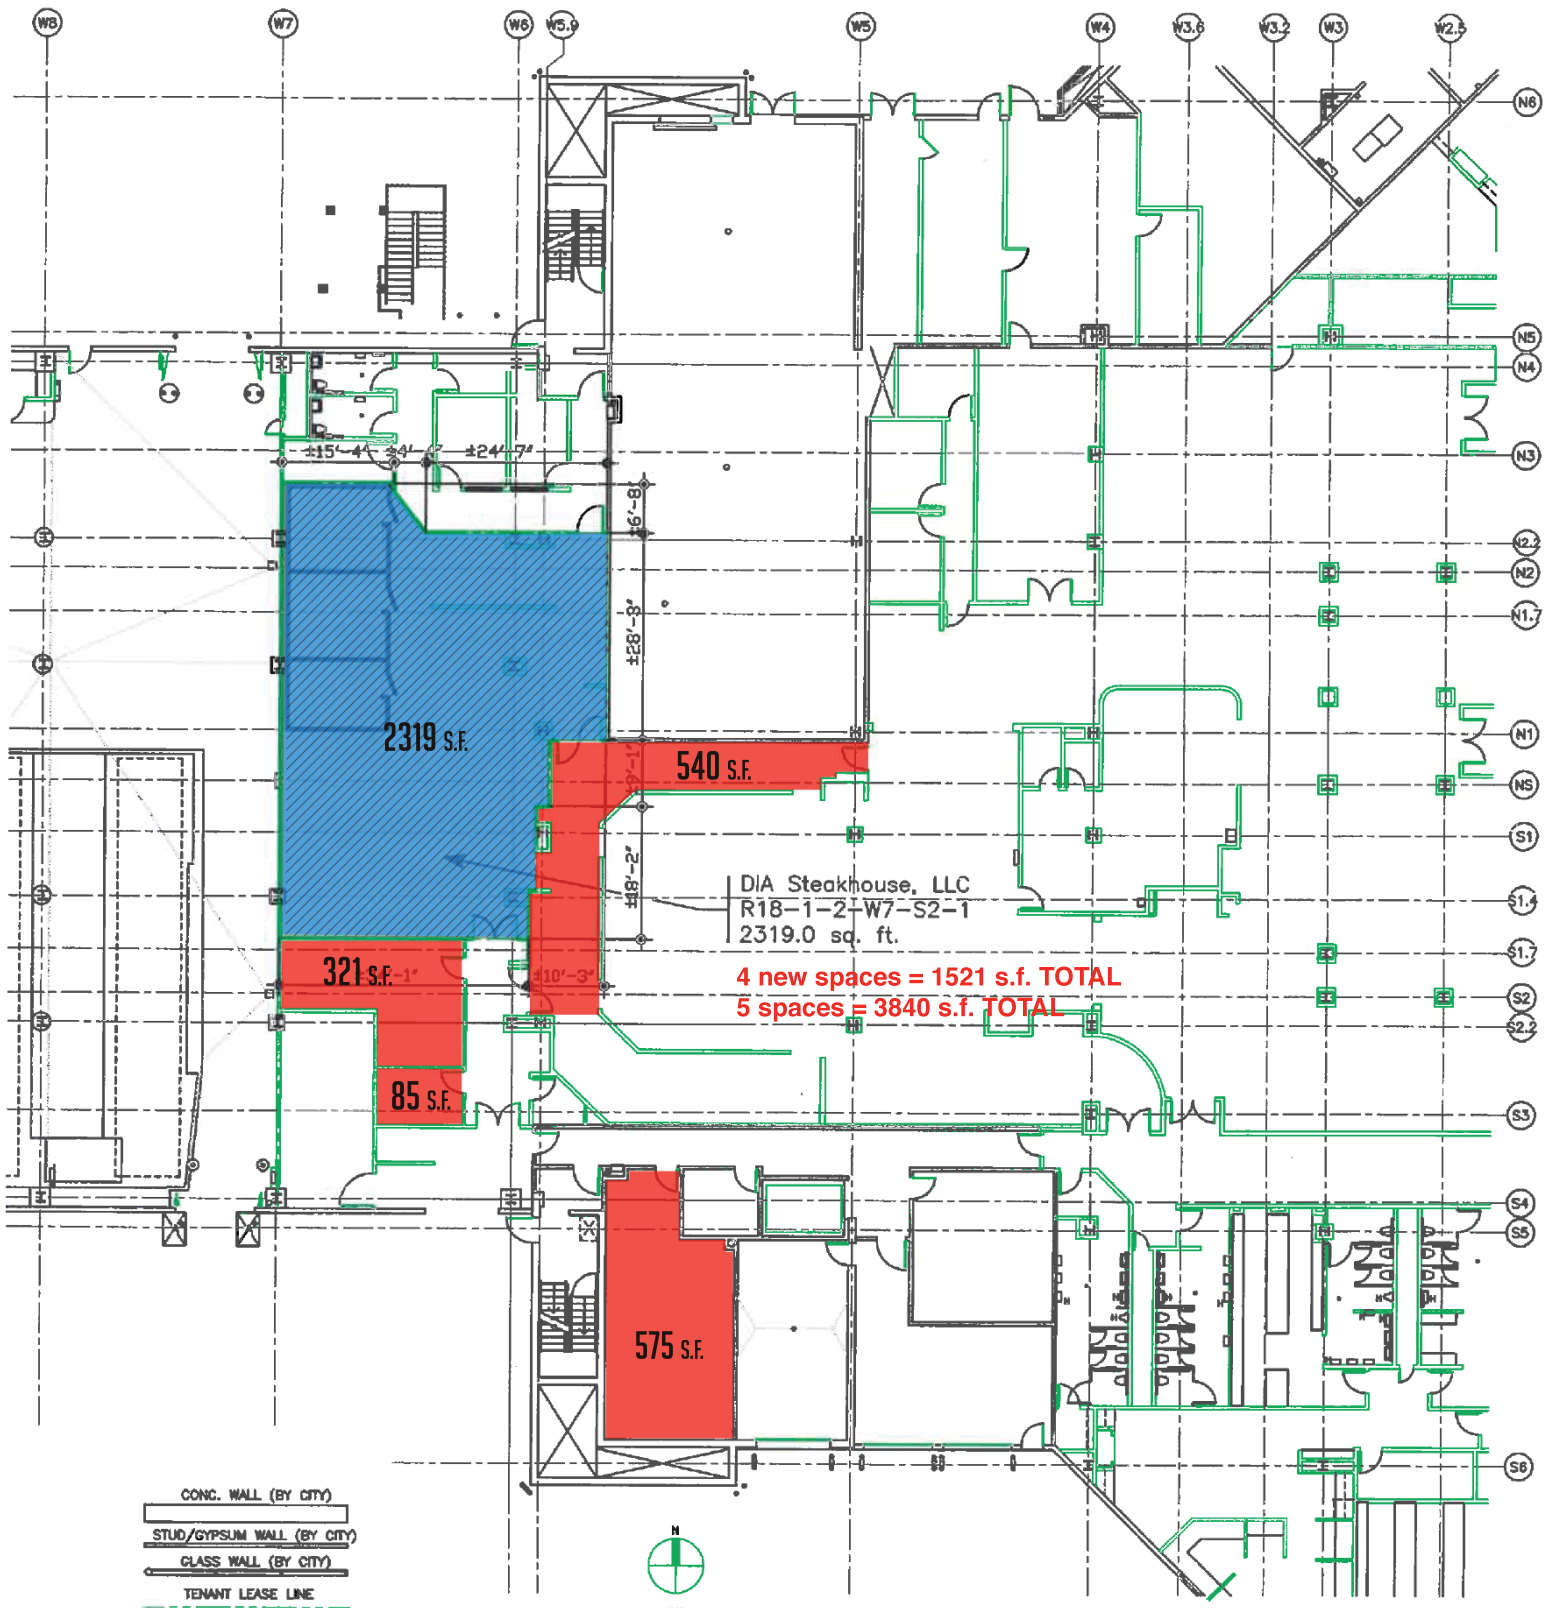 W8 W7 W6 W5.9 W5 W4 W3.6 W3.2 W3 W2.5
N6
N5
N4
±15'-4" ±24'-7"
N3
±6'-8"
N2.2
N2
N1.7
±28'-3"
2319 S.F.
N1
540 S.F.
±9'-1"
NS
S1
±18'-2"
DIA Steakhouse, LLC
R18-1-2-W7-S2-1
2319.0 sq. ft.
S1.4
S1.7
321 S.F.
±10'-3"
4 new spaces = 1521 s.f. TOTAL
5 spaces = 3840 s.f. TOTAL
S2
S2.2
85 S.F.
S3
S4
S5
575 S.F.
S6
CONC. WALL (BY CITY)
STUD/GYPSUM WALL (BY CITY)
GLASS WALL (BY CITY)
TENANT LEASE LINE
N